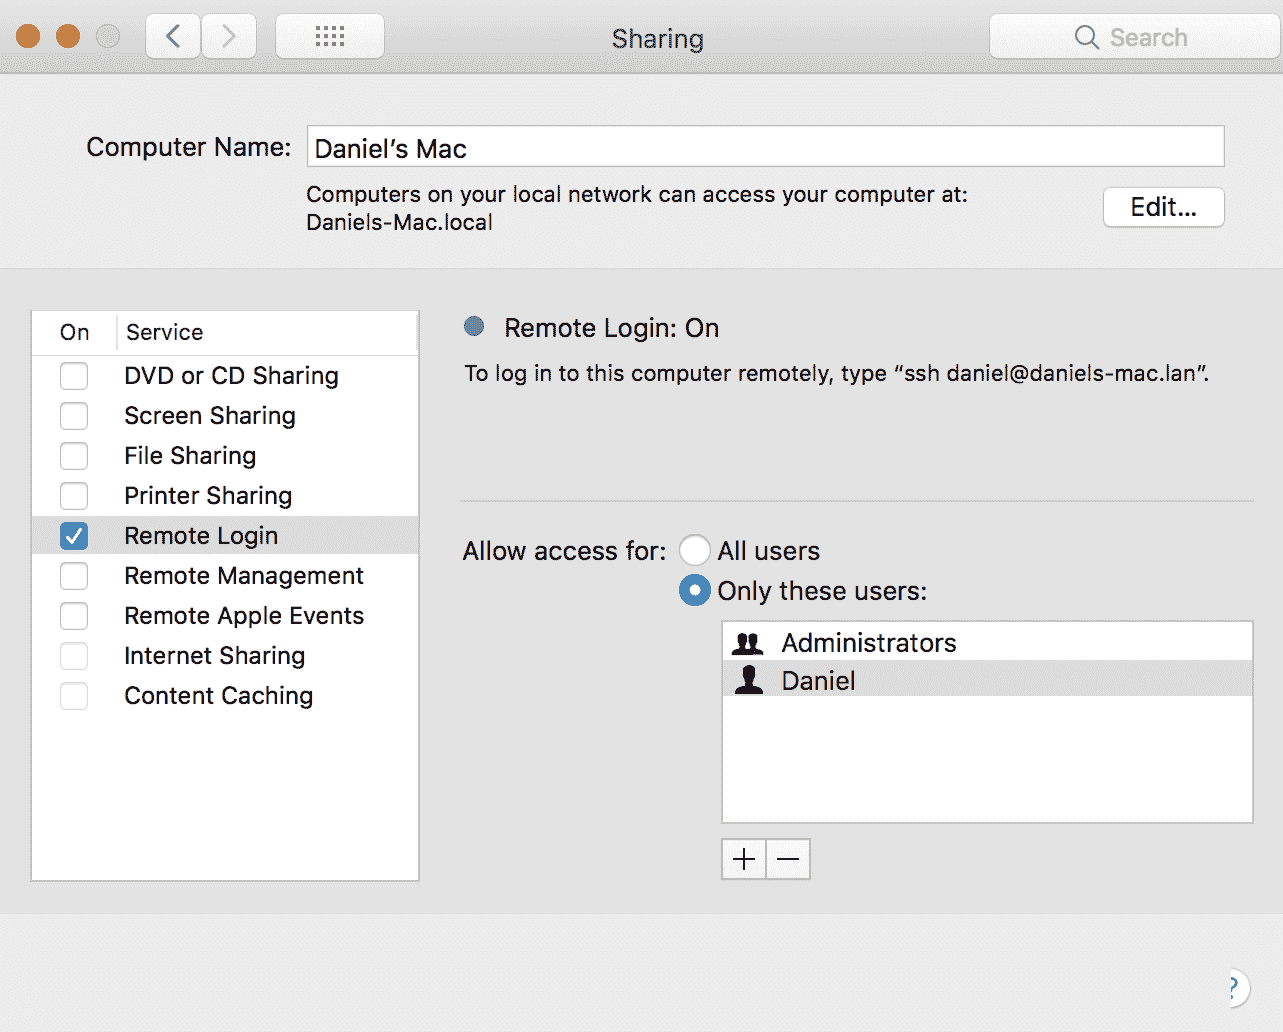 Sharing
Search
Computer Name:
Daniel’s Mac
Computers on your local network can access your computer at:
Daniels-Mac.local
Edit...
On
Service
DVD or CD Sharing
Screen Sharing
File Sharing
Printer Sharing
Remote Login
Remote Management
Remote Apple Events
Internet Sharing
Content Caching
Remote Login: On
To log in to this computer remotely, type “ssh daniel@daniels-mac.lan”.
Allow access for:
All users
Only these users:
Administrators
Daniel
+
−
?